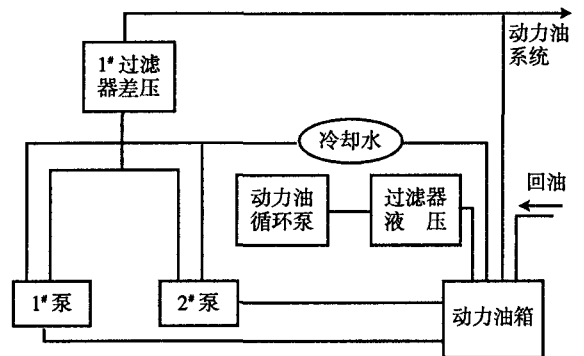 1# 过滤
器差压
动力油
系统
冷却水
动力油
循环泵
过滤器
液 压
回油
1# 泵
2# 泵
动力油箱